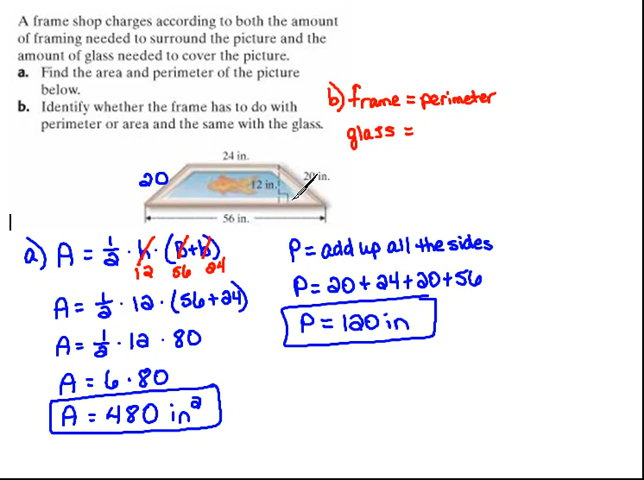 A frame shop charges according to both the amount
of framing needed to surround the picture and the
amount of glass needed to cover the picture.
a. Find the area and perimeter of the picture
below.
b. Identify whether the frame has to do with
perimeter or area and the same with the glass.
b) frame = perimeter
glass =
24 in.
20
12 in.
20 in.
56 in.
a) A = 1/2 · h · (B+b)
12 56 24
A = 1/2 · 12 · (56+24)
A = 1/2 · 12 · 80
A = 6 · 80
A = 480 in²
P = add up all the sides
P = 20 + 24 + 20 + 56
P = 120 in